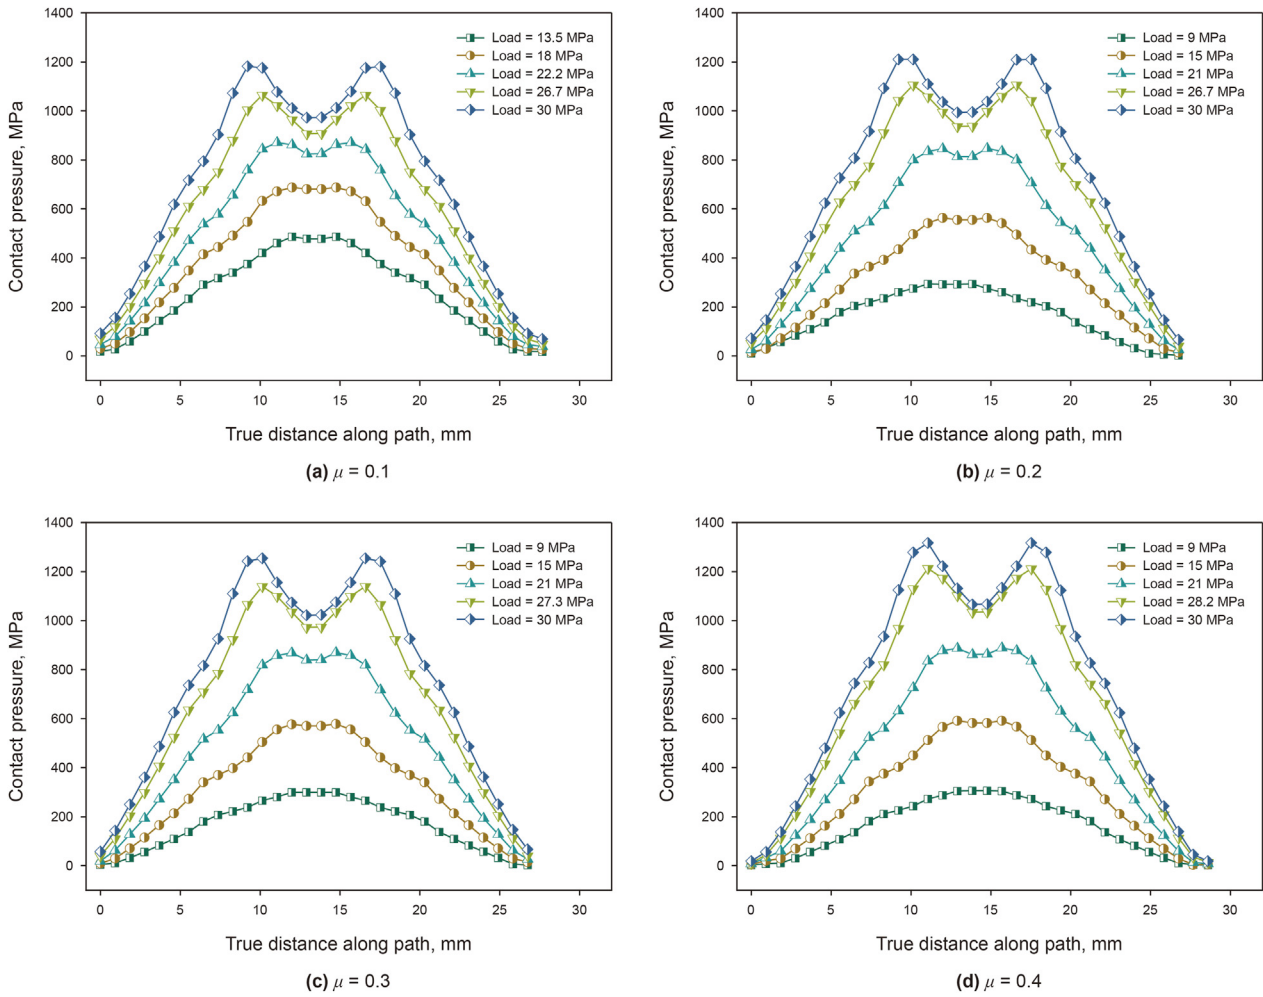 1400
1200
1000
800
600
400
200
0
Contact pressure, MPa
Load = 13.5 MPa
Load = 18 MPa
Load = 22.2 MPa
Load = 26.7 MPa
Load = 30 MPa
0 5 10 15 20 25 30
True distance along path, mm
(a) μ = 0.1
1400
1200
1000
800
600
400
200
0
Contact pressure, MPa
Load = 9 MPa
Load = 15 MPa
Load = 21 MPa
Load = 26.7 MPa
Load = 30 MPa
0 5 10 15 20 25 30
True distance along path, mm
(b) μ = 0.2
1400
1200
1000
800
600
400
200
0
Contact pressure, MPa
Load = 9 MPa
Load = 15 MPa
Load = 21 MPa
Load = 27.3 MPa
Load = 30 MPa
0 5 10 15 20 25 30
True distance along path, mm
(c) μ = 0.3
1400
1200
1000
800
600
400
200
0
Contact pressure, MPa
Load = 9 MPa
Load = 15 MPa
Load = 21 MPa
Load = 28.2 MPa
Load = 30 MPa
0 5 10 15 20 25 30
True distance along path, mm
(d) μ = 0.4